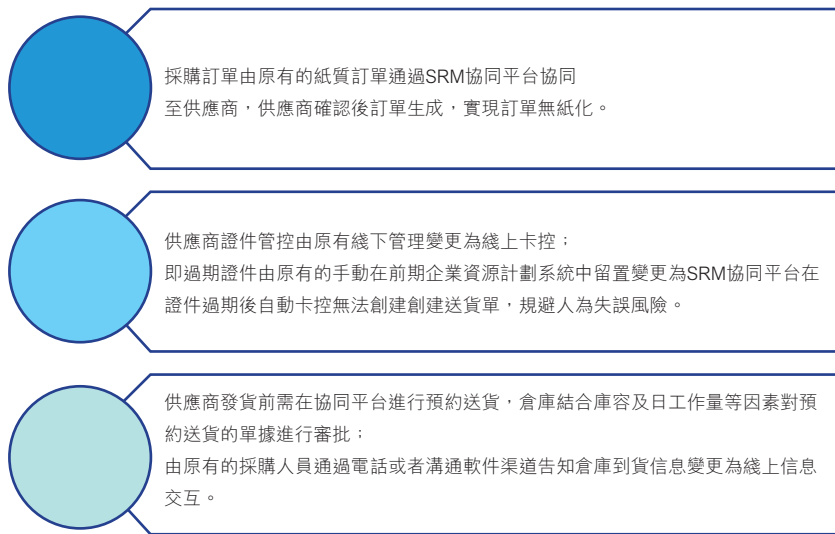 採購訂單由原有的紙質訂單通過SRM協同平台協同
至供應商，供應商確認後訂單生成，實現訂單無紙化。
供應商證件管控由原有綫下管理變更為綫上卡控；
即過期證件由原有的手動在前期企業資源計劃系統中留置變更為SRM協同平台在
證件過期後自動卡控無法創建創建送貨單，規避人為失誤風險。
供應商發貨前需在協同平台進行預約送貨，倉庫結合庫容及日工作量等因素對預
約送貨的單據進行審批；
由原有的採購人員通過電話或者溝通軟件渠道告知倉庫到貨信息變更為綫上信息
交互。